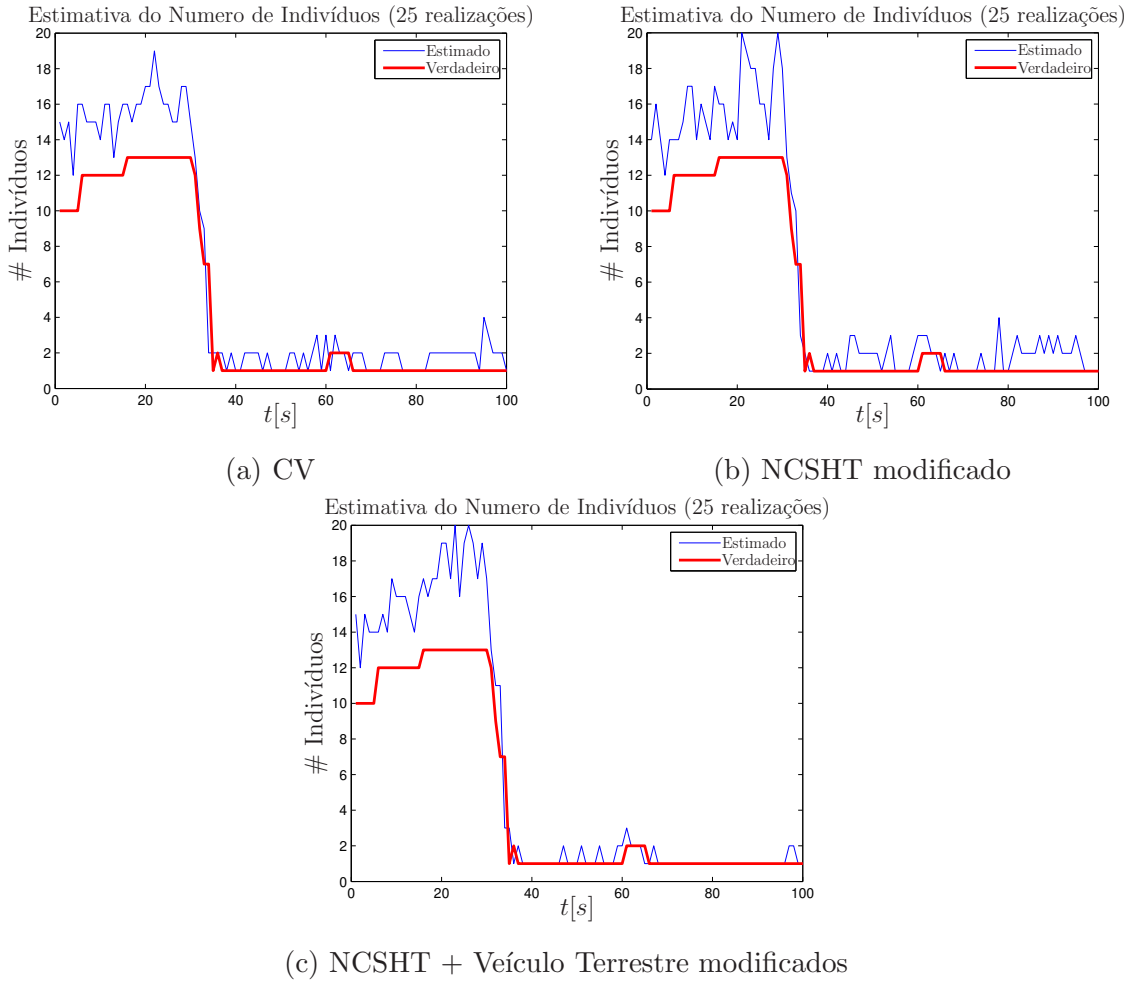 Estimativa do Numero de Indivíduos (25 realizações)
Estimado
Verdadeiro
# Indivíduos
20
18
16
14
12
10
8
6
4
2
0
0 20 40 60 80 100
t[s]
(a) CV
Estimativa do Numero de Indivíduos (25 realizações)
Estimado
Verdadeiro
# Indivíduos
20
18
16
14
12
10
8
6
4
2
0
0 20 40 60 80 100
t[s]
(b) NCSHT modificado
Estimativa do Numero de Indivíduos (25 realizações)
Estimado
Verdadeiro
# Indivíduos
20
18
16
14
12
10
8
6
4
2
0
0 20 40 60 80 100
t[s]
(c) NCSHT + Veículo Terrestre modificados